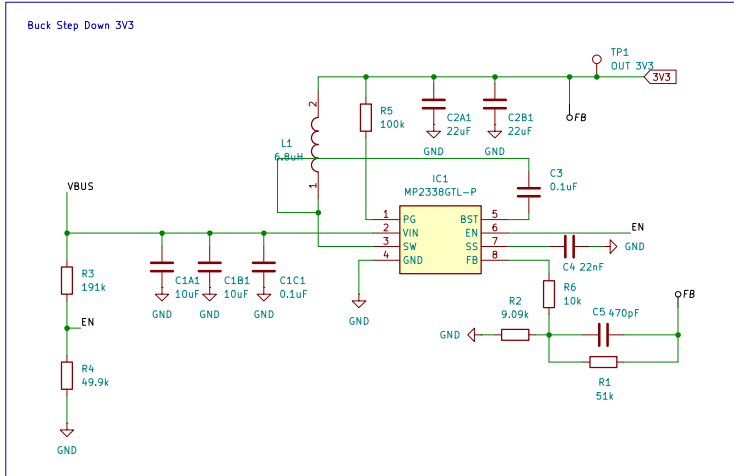 Buck Step Down 3V3
TP1
OUT 3V3
3V3
2
R5
100k
C2A1
22uF
C2B1
22uF
FB
GND
GND
L1
6.8uH
1
C3
0.1uF
IC1
MP2338GTL-P
VBUS
1
PG
BST
5
2
VIN
EN
6
EN
3
SW
SS
7
4
GND
FB
8
GND
C4
22nF
R3
191k
C1A1
10uF
C1B1
10uF
C1C1
0.1uF
GND
GND
GND
GND
R6
10k
R2
9.09k
C5
470pF
FB
EN
GND
R4
49.9k
R1
51k
GND